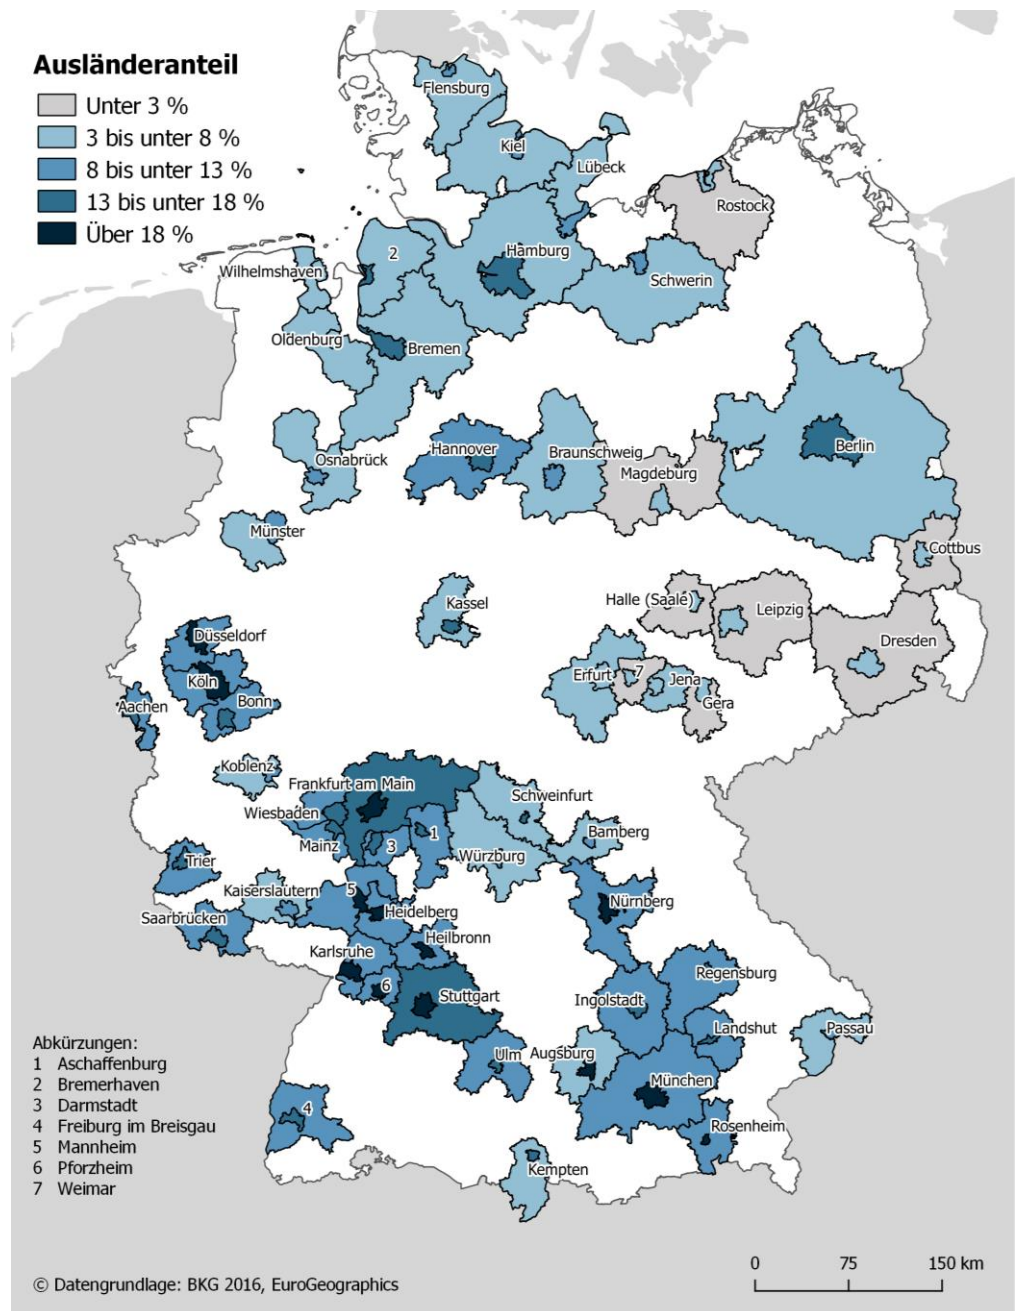 Ausländeranteil
Unter 3 %
3 bis unter 8 %
8 bis unter 13 %
13 bis unter 18 %
Über 18 %
Flensburg
Kiel
Lübeck
Rostock
2
Hamburg
Wilhelmshaven
Schwerin
Oldenburg
Bremen
Berlin
Hannover
Osnabrück
Braunschweig
Magdeburg
Münster
Cottbus
Kassel
Halle (Saale)
Leipzig
Düsseldorf
Dresden
Köln
Erfurt
7
Jena
Bonn
Gera
Aachen
Koblenz
Frankfurt am Main
Schweinfurt
Wiesbaden
1
Bamberg
Mainz
3
Würzburg
Trier
5
Kaiserslautern
Nürnberg
Saarbrücken
Heidelberg
Heilbronn
Karlsruhe
Regensburg
6
Stuttgart
Ingolstadt
Landshut
Passau
Ulm
Augsburg
München
4
Rosenheim
Kempten
Abkürzungen:
1 Aschaffenburg
2 Bremerhaven
3 Darmstadt
4 Freiburg im Breisgau
5 Mannheim
6 Pforzheim
7 Weimar
0 75 150 km
© Datengrundlage: BKG 2016, EuroGeographics